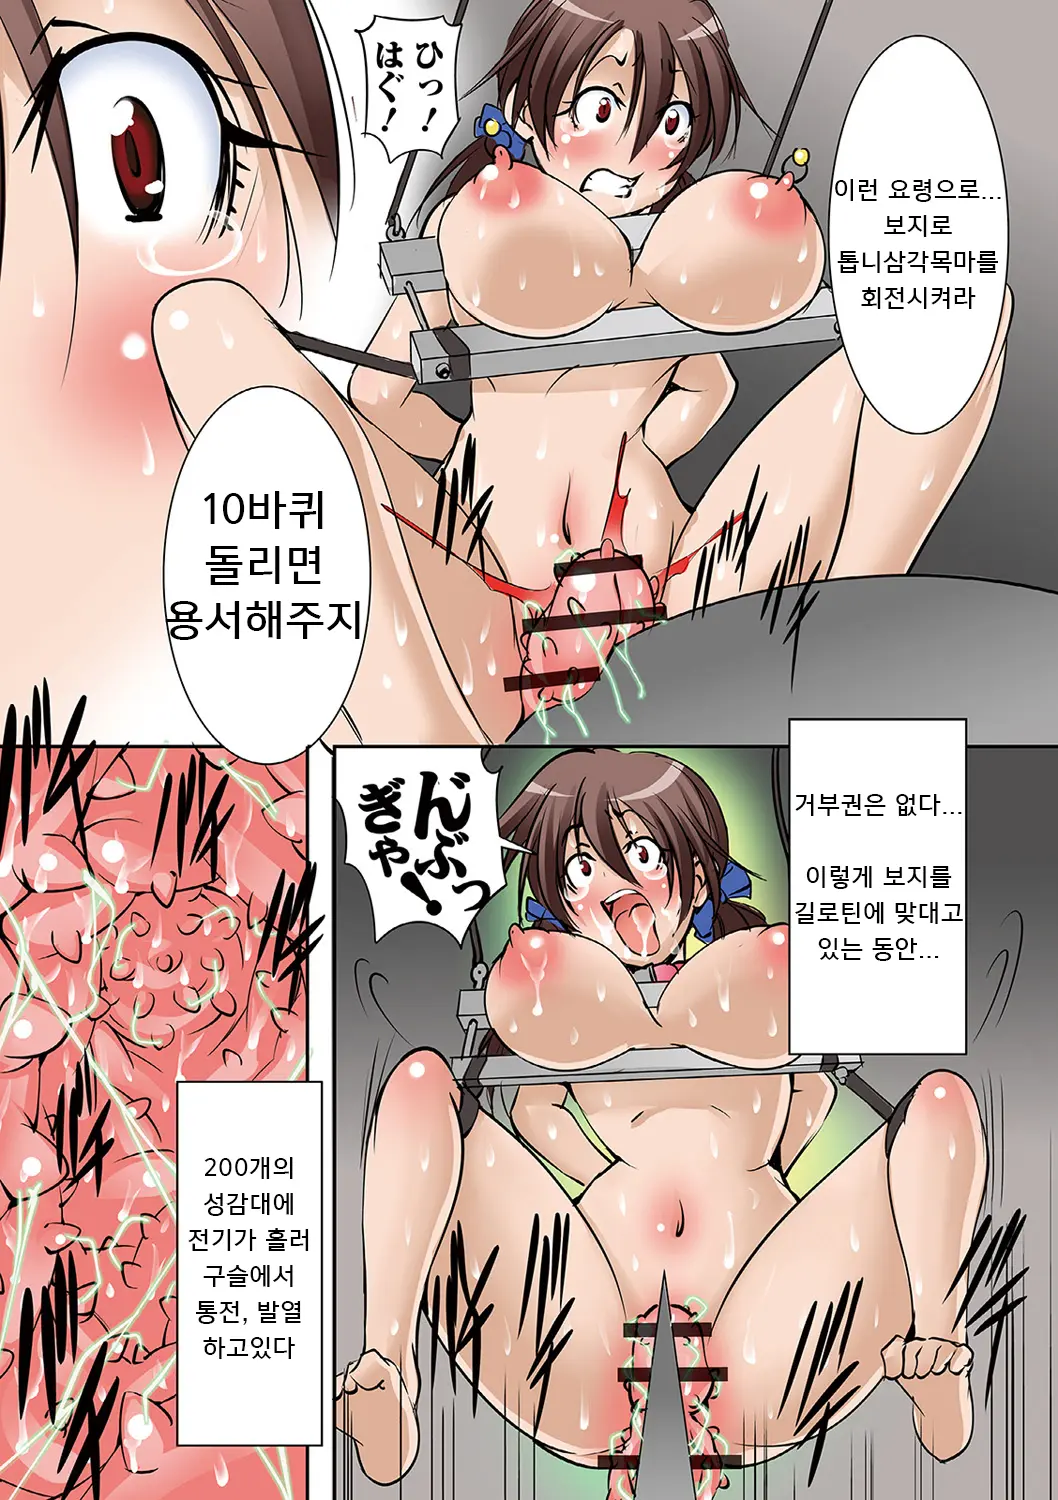 이런 요령으로...
보지로
톱니삼각목마를
회전시켜라
ひっ!
はぐ!
10바퀴
돌리면
용서해주지
거부권은 없다...
이렇게 보지를
길로틴에 맞대고
있는 동안...
んぶっ
ぎゃ!
200개의
성감대에
전기가 흘러
구슬에서
통전, 발열
하고있다